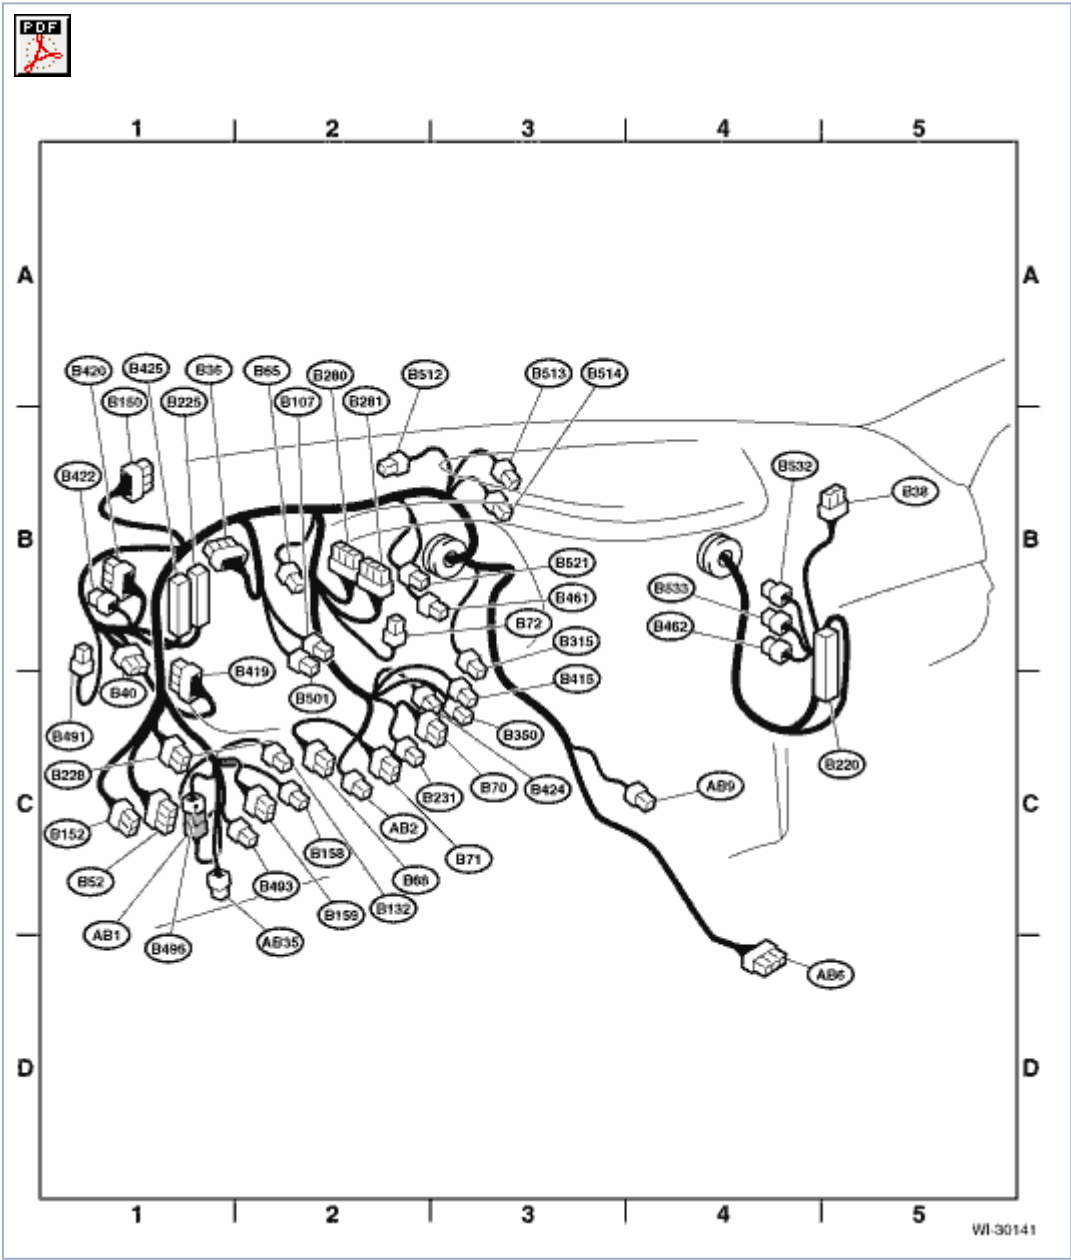 PDF
1 2 3 4 5
A A
B420 B425 B36 B65 B280 B512 B513 B514
B150 B225 B107 B281
B422 B532 B38
B B
B521
B533 B461
B462 B72
B315
B419 B415
B40 B501
B491 B350
B228 B220
B231 B70 B424 AB9
C C
B152 AB2
B158 B71
B52 B493 B68
B159 B132
AB1 B496 AB35
AB6
D D
1 2 3 4 5
WI-30141